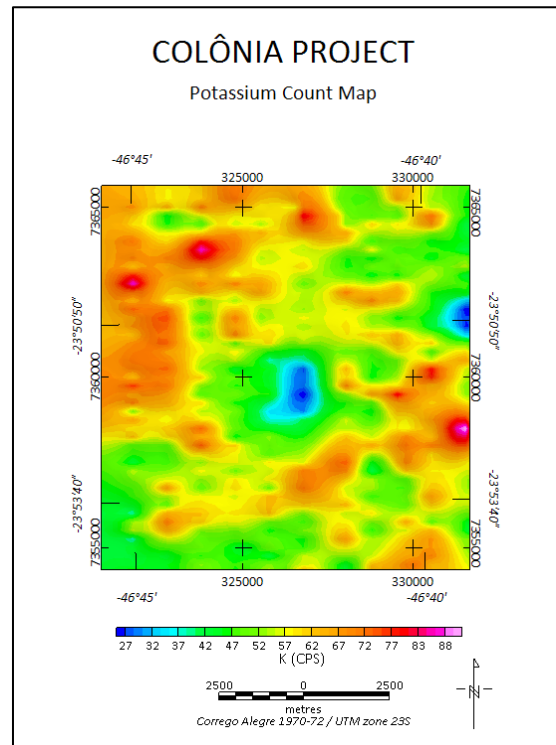 COLÔNIA PROJECT
Potassium Count Map
-46°45' -46°40'
325000 330000
7365000 7365000
-23°50'50" -23°50'50"
7360000 7360000
-23°53'40" -23°53'40"
7355000 7355000
325000 330000
-46°45' -46°40'
27 32 37 42 47 52 57 62 67 72 77 83 88
K (CPS)
2500 0 2500
metres
Corrego Alegre 1970-72 / UTM zone 23S
N